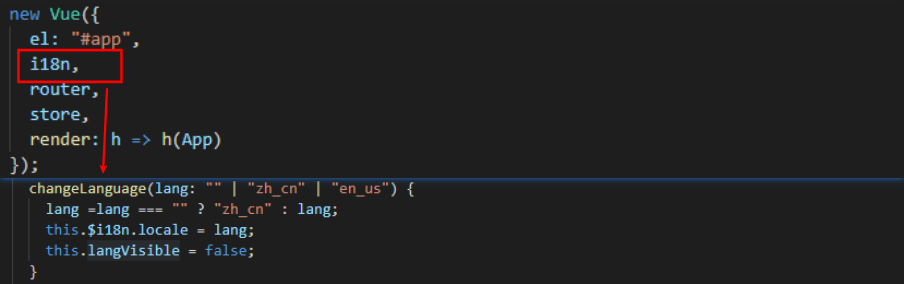 new Vue({
  el: "#app",
  i18n,
  router,
  store,
  render: h => h(App)
});
changeLanguage(lang: "" | "zh_cn" | "en_us") {
  lang =lang === "" ? "zh_cn" : lang;
  this.$i18n.locale = lang;
  this.langVisible = false;
}